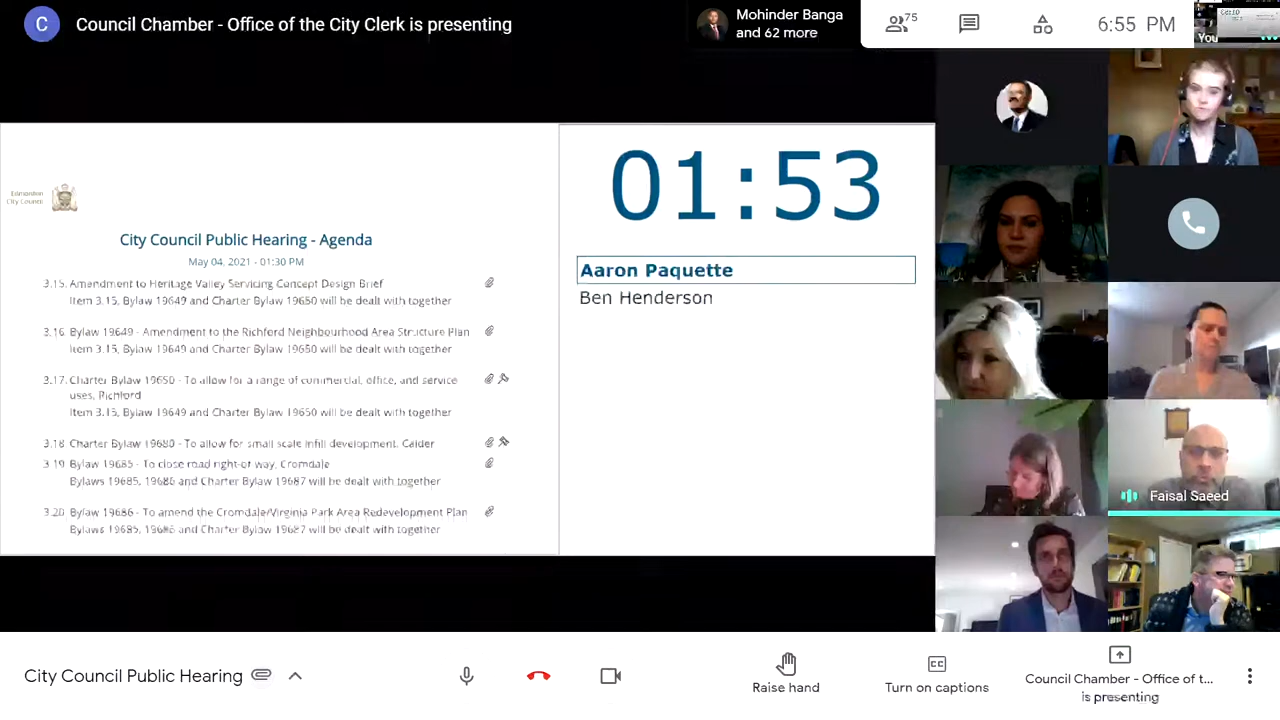 C
Council Chamber - Office of the City Clerk is presenting
Mohinder Banga
and 62 more
75
6:55 PM
You
Edmonton
City Council
City Council Public Hearing - Agenda
May 04, 2021 - 01:30 PM
3.15. Amendment to Heritage Valley Servicing Concept Design Brief
Item 3.15, Bylaw 19649 and Charter Bylaw 19650 will be dealt with together
3.16. Bylaw 19649 - Amendment to the Richford Neighbourhood Area Structure Plan
Item 3.15, Bylaw 19649 and Charter Bylaw 19650 will be dealt with together
3.17. Charter Bylaw 19650 - To allow for a range of commercial, office, and service
uses, Richford
Item 3.15, Bylaw 19649 and Charter Bylaw 19650 will be dealt with together
3.18 Charter Bylaw 19680 - To allow for small scale infill development, Calder
3.19 Bylaw 19685 - To close road right-of-way, Cromdale
Bylaws 19685, 19686 and Charter Bylaw 19687 will be dealt with together
3.20 Bylaw 19686 - To amend the Cromdale/Virginia Park Area Redevelopment Plan
Bylaws 19685, 19686 and Charter Bylaw 19687 will be dealt with together
01:53
Aaron Paquette
Ben Henderson
Faisal Saeed
City Council Public Hearing
Raise hand
CC
Turn on captions
Council Chamber - Office of t...
is presenting